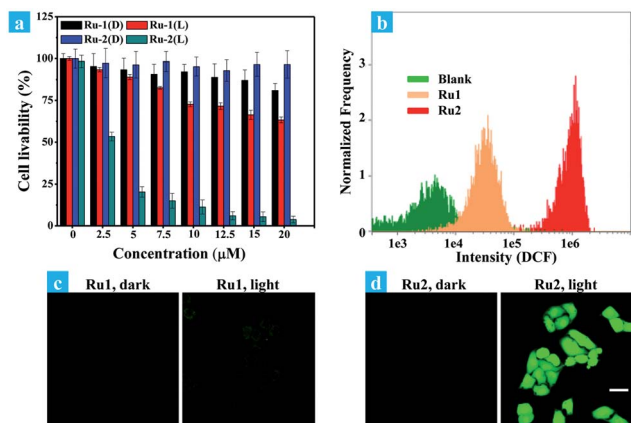 a
Ru-1(D) Ru-1(L)
Ru-2(D) Ru-2(L)
Cell livability (%)
125
100
75
50
25
0
0 2.5 5 7.5 10 12.5 15 20
Concentration (μM)
b
Normalized Frequency
3
2
1
0
Blank
Ru1
Ru2
1e3 1e4 1e5 1e6
Intensity (DCF)
c
Ru1, dark Ru1, light
d
Ru2, dark Ru2, light